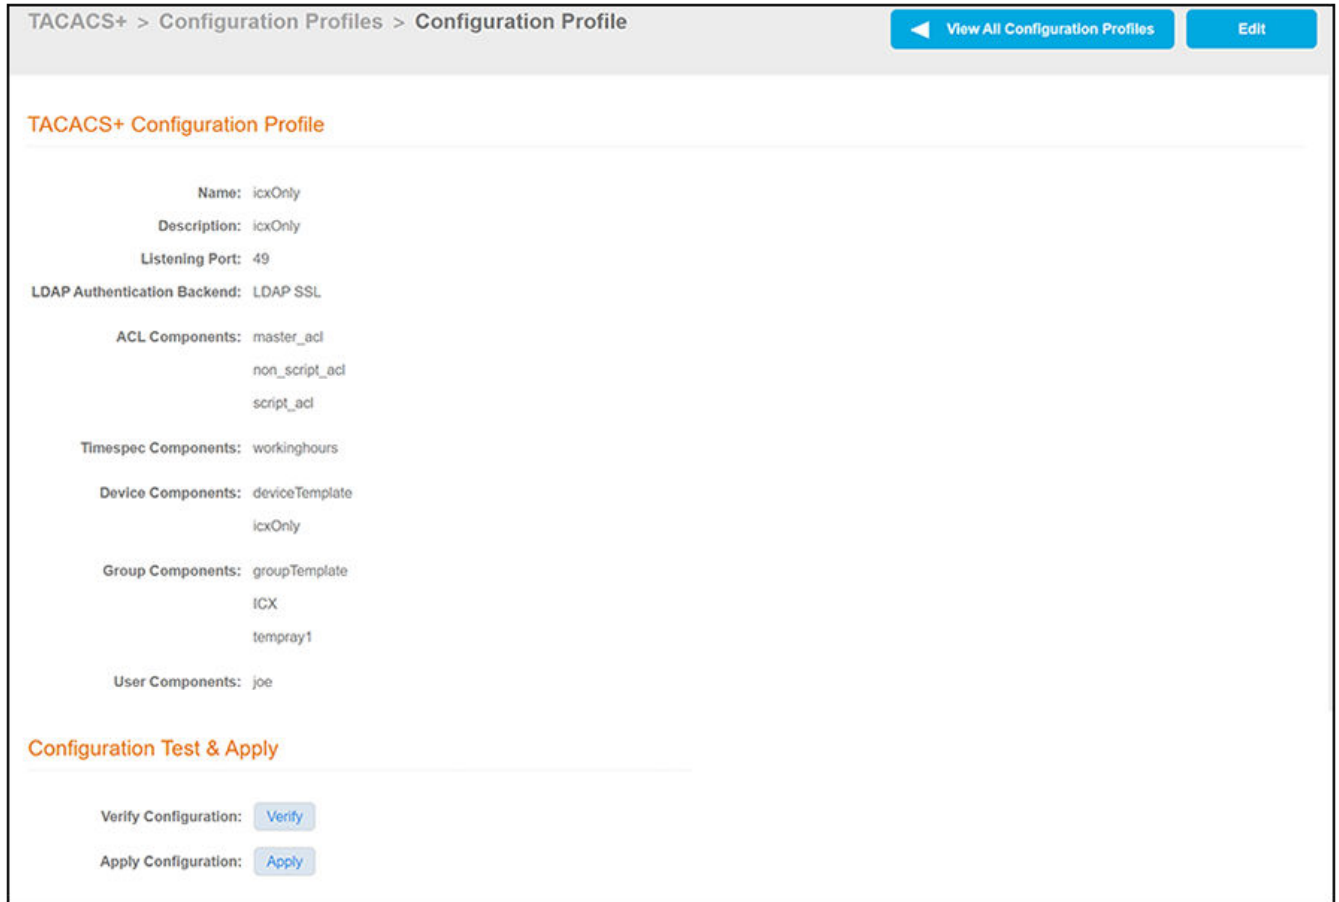 TACACS+ > Configuration Profiles > Configuration Profile
View All Configuration Profiles
Edit
TACACS+ Configuration Profile
Name: icxOnly
Description: icxOnly
Listening Port: 49
LDAP Authentication Backend: LDAP SSL
ACL Components: master_acl
non_script_acl
script_acl
Timespec Components: workinghours
Device Components: deviceTemplate
icxOnly
Group Components: groupTemplate
ICX
tempray1
User Components: joe
Configuration Test & Apply
Verify Configuration: Verify
Apply Configuration: Apply